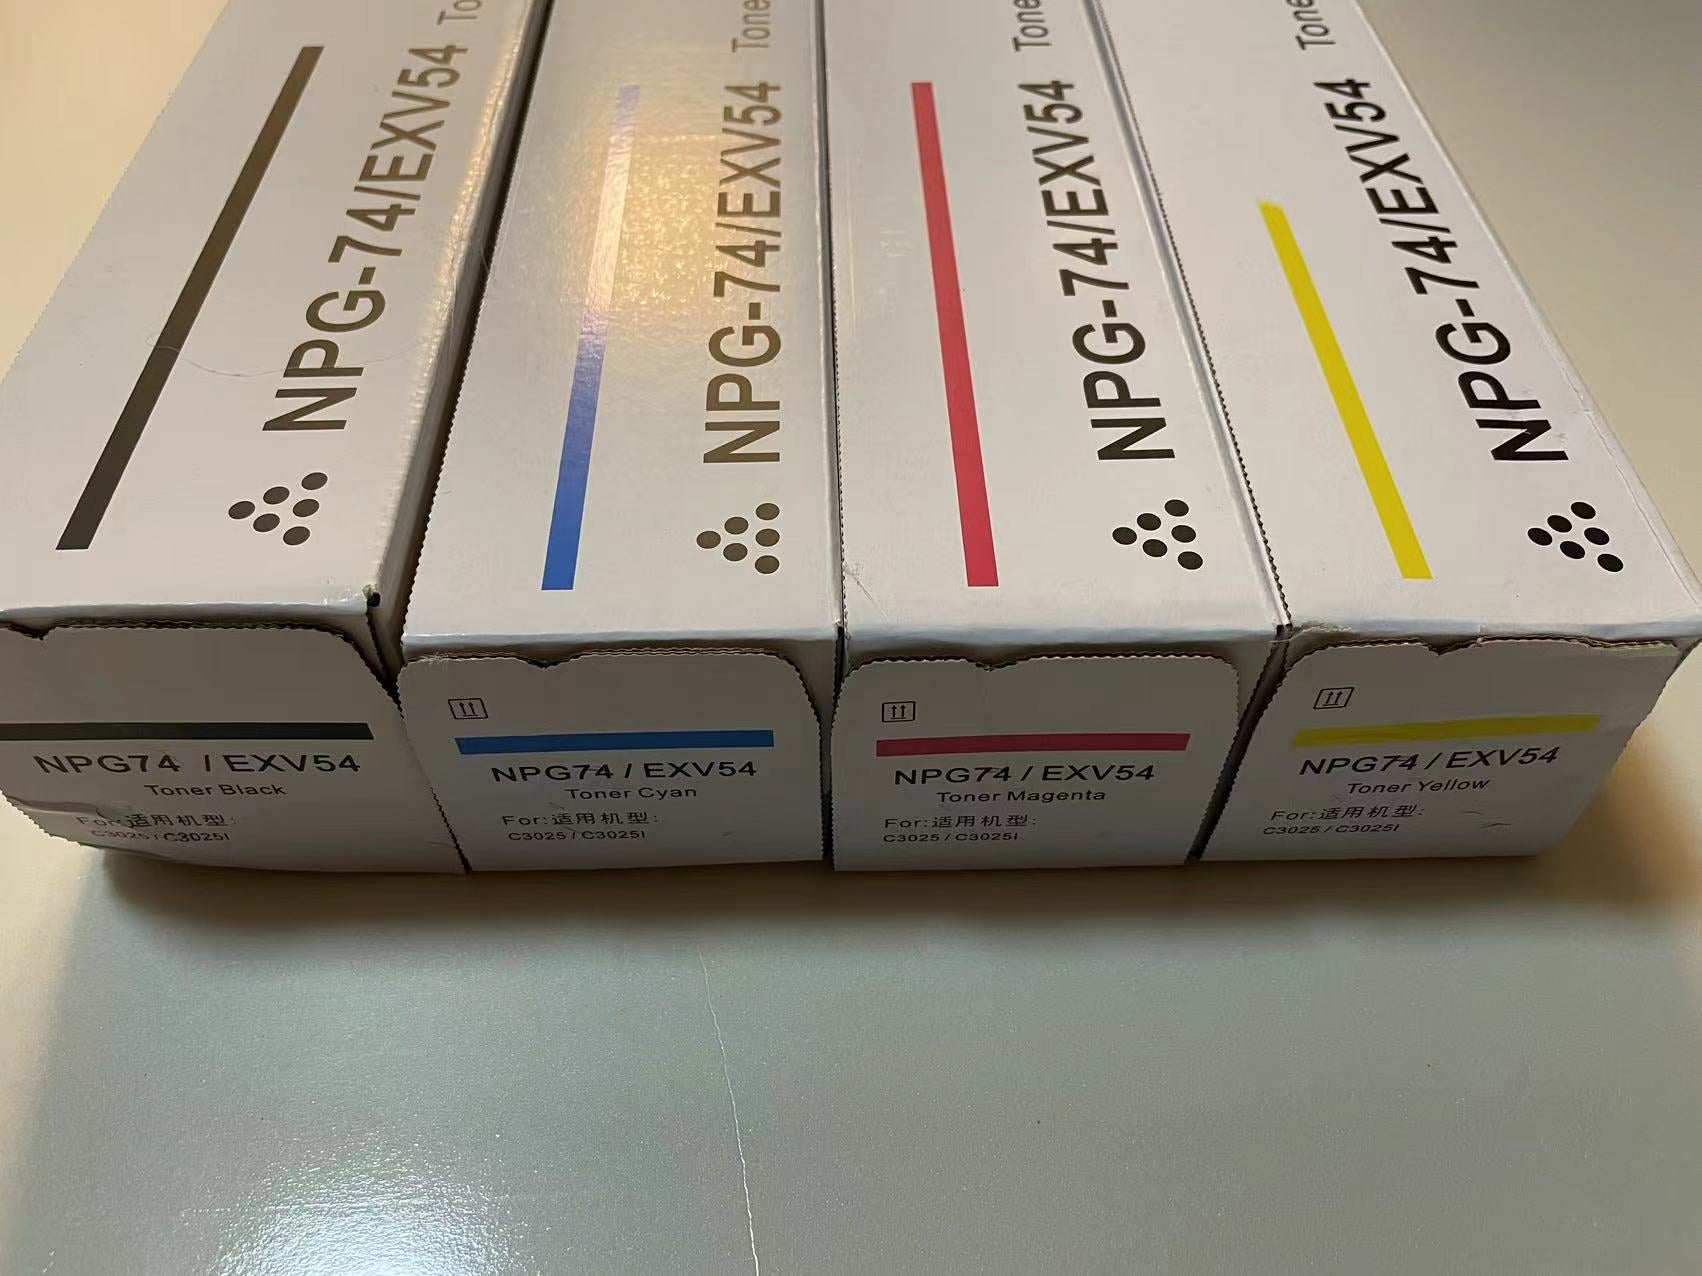 NPG-74/EXV54
NPG-74/EXV54
NPG-74/EXV54
NPG-74/EXV54
NPG74 / EXV54
Toner Black
For:适用机型:
C3025 / C3025I
NPG74 / EXV54
Toner Cyan
For:适用机型:
C3025 / C3025I
NPG74 / EXV54
Toner Magenta
For:适用机型:
C3025 / C3025I
NPG74 / EXV54
Toner Yellow
For:适用机型:
C3025 / C3025I